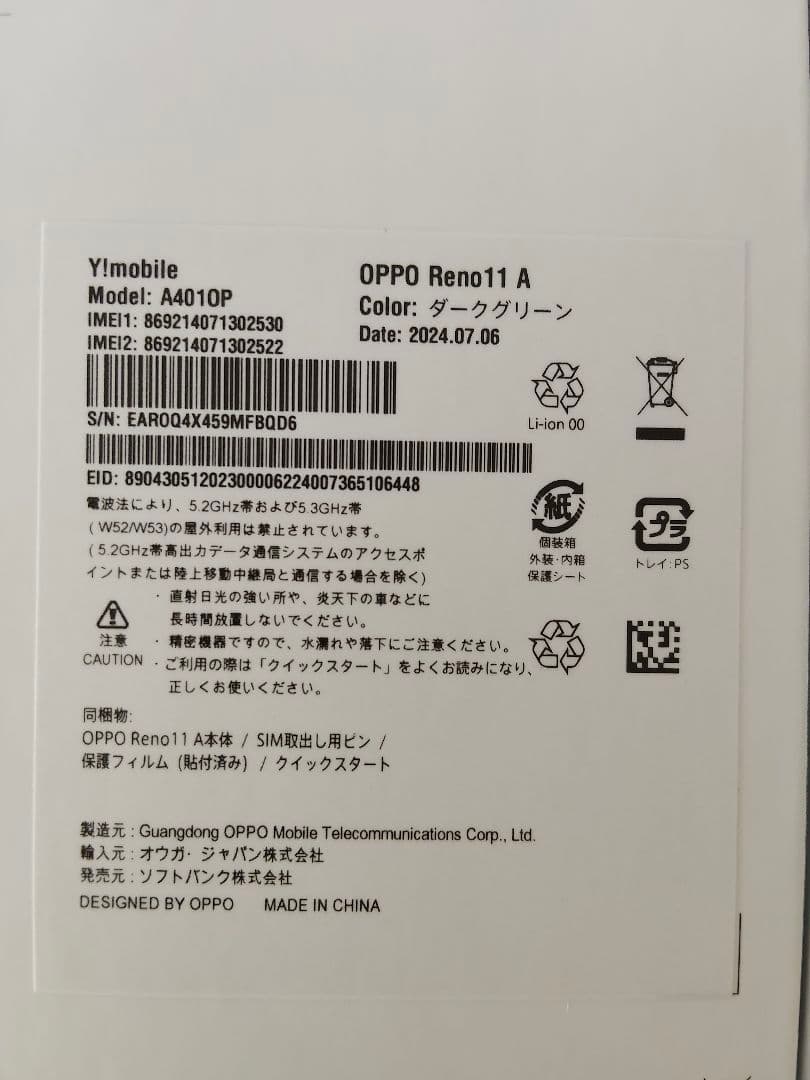 Y!mobile
Model: A401OP
IMEI1: 869214071302530
IMEI2: 869214071302522
OPPO Reno11 A
Color: ダークグリーン
Date: 2024.07.06
Li-ion 00
S/N: EAROQ4X459MFBQD6
EID: 89043051202300006224007365106448
電波法により、5.2GHz帯および5.3GHz帯
(W52/W53)の屋外利用は禁止されています。
(5.2GHz帯高出力データ通信システムのアクセスポ
イントまたは陸上移動中継局と通信する場合を除く)
紙
個装箱
外装・内箱
保護シート
プラ
トレイ:PS
注意
CAUTION
・直射日光の強い所や、炎天下の車などに
長時間放置しないでください。
・精密機器ですので、水濡れや落下にご注意ください。
・ご利用の際は「クイックスタート」をよくお読みになり、
正しくお使いください。
同梱物:
OPPO Reno11 A本体 / SIM取出し用ピン /
保護フィルム (貼付済み) / クイックスタート
製造元 : Guangdong OPPO Mobile Telecommunications Corp., Ltd.
輸入元 : オウガ・ジャパン株式会社
発売元 : ソフトバンク株式会社
DESIGNED BY OPPO MADE IN CHINA